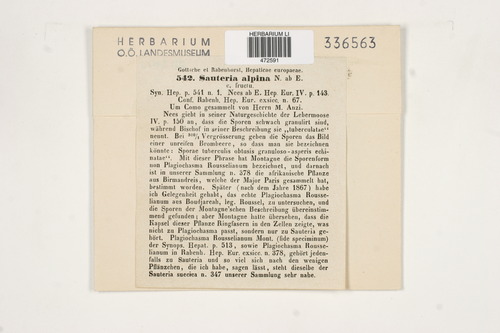 HERBARIUM
O.Ö. LANDESMUSEUM
HERBARIUM LI
472591
336563
Gottsche et Rabenhorst, Hepaticae europaeae.
542. Sauteria alpina N. ab E.
c. fructu.
Syn. Hep. p. 541 n. 1. Nees ab E. Hep. Eur. IV. p. 143.
Conf. Rabenh. Hep. Eur. exsicc. n. 67.
Um Como gesammelt von Herrn M. Anzi.
Nees giebt in seiner Naturgeschichte der Lebermoose
IV. p. 150 an, dass die Sporen schwach granulirt sind,
während Bischof in seiner Beschreibung sie „tuberculatae"
nennt. Bei Vergrösserung geben die Sporen das Bild
einer unreifen Brombeere, so dass man sie bezeichnen
könnte: Sporae tuberculis obtusis granuloso-asperis echi-
natae". Mit dieser Phrase hat Montagne die Sporenform
von Plagiochasma Rousselianum bezeichnet, und darnach
ist in unserer Sammlung n. 378 die afrikanische Pflanze
aus Birmandreis, welche der Major Paris gesammelt hat,
bestimmt worden. Später (nach dem Jahre 1867) habe
ich Gelegenheit gehabt, das echte Plagiochasma Rousse-
lianum aus Boudjareah, leg. Roussel, zu untersuchen, und
die Sporen der Montagne'schen Beschreibung übereinstim-
mend gefunden; aber Montagne hatte übersehen, dass die
Kapsel dieser Pflanze Ringfasern in den Zellen zeigte, was
nicht zu Plagiochasma passt, sondern nur zu Sauteria ge-
hört. Plagiochasma Rousselianum Mont. (fide speciminum)
der Synops. Hepat. p. 513, sowie Plagiochasma Rousse-
lianum in Rabenh. Hep. Eur. exsicc. n. 378, gehört jeden-
falls zu Sauteria und so viel sich nach den wenigen
Pflänzchen, die ich habe, sagen lässt, steht dieselbe der
Sauteria suecica n. 347 unserer Sammlung sehr nahe.